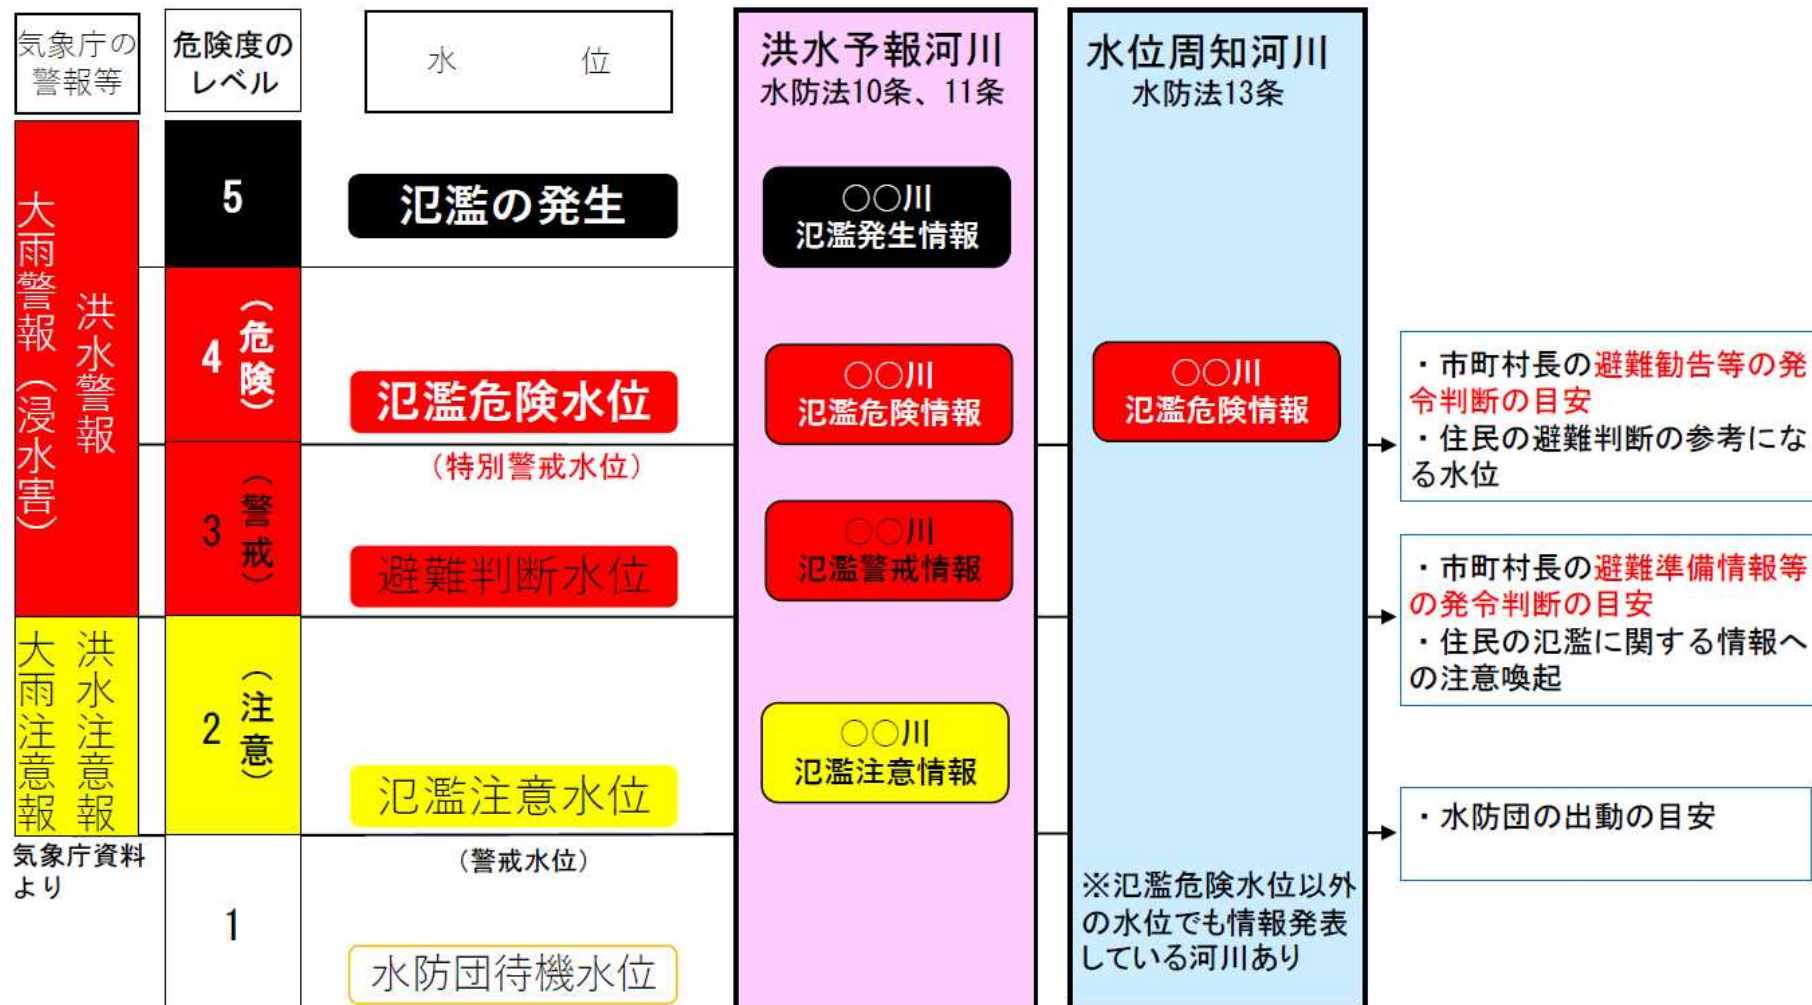 気象庁の
警報等
危険度の
レベル
水 位
洪水予報河川
水防法10条、11条
水位周知河川
水防法13条
大雨警報（浸水害）
洪水警報
5
氾濫の発生
○○川
氾濫発生情報
4
（危険）
氾濫危険水位
○○川
氾濫危険情報
○○川
氾濫危険情報
・市町村長の避難勧告等の発
令判断の目安
・住民の避難判断の参考にな
る水位
（特別警戒水位）
3
（警戒）
避難判断水位
○○川
氾濫警戒情報
・市町村長の避難準備情報等
の発令判断の目安
・住民の氾濫に関する情報へ
の注意喚起
大雨注意報
洪水注意報
2
（注意）
氾濫注意水位
○○川
氾濫注意情報
・水防団の出動の目安
気象庁資料
より
（警戒水位）
1
水防団待機水位
※氾濫危険水位以外
の水位でも情報発表
している河川あり